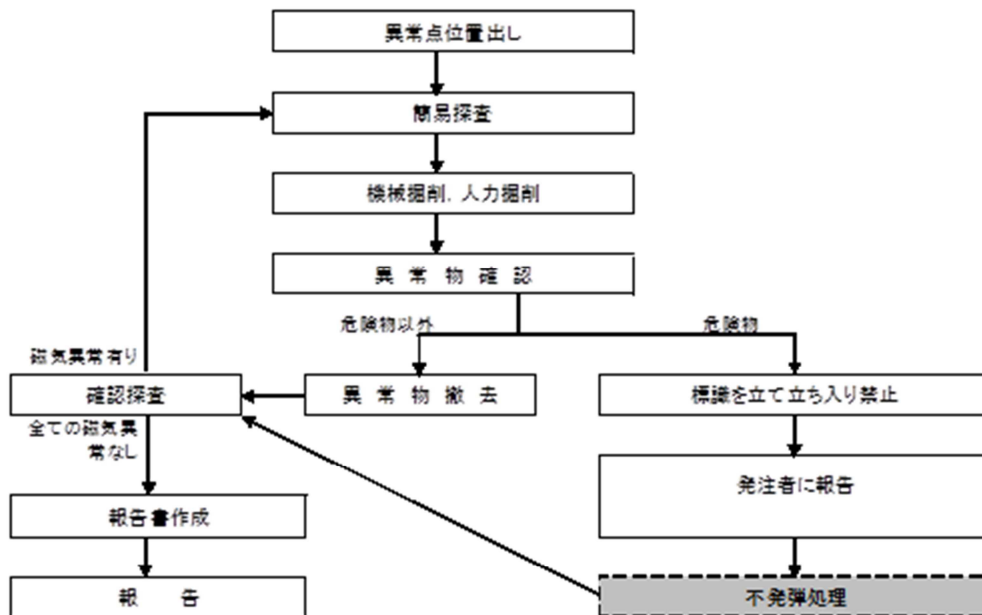 異常点位置出し
簡易探査
機械掘削，人力掘削
異 常 物 確 認
危険物以外
危険物
磁気異常有り
確認探査
異 常 物 撤 去
標識を立て立ち入り禁止
全ての磁気異
常なし
発注者に報告
報告書作成
報　　告
不発弾処理